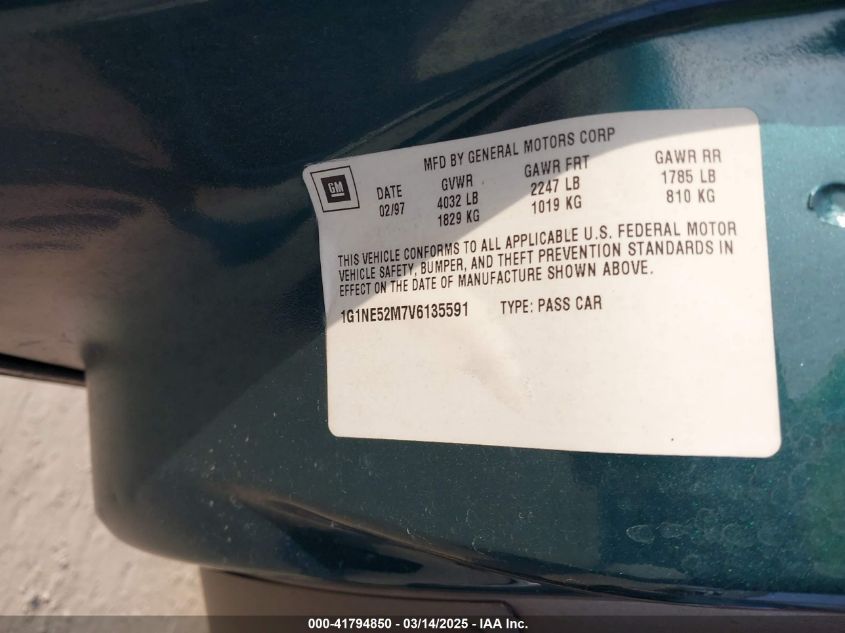 MFD BY GENERAL MOTORS CORP
GM
DATE GVWR GAWR FRT GAWR RR
02/97 4032 LB 2247 LB 1785 LB
1829 KG 1019 KG 810 KG
THIS VEHICLE CONFORMS TO ALL APPLICABLE U.S. FEDERAL MOTOR
VEHICLE SAFETY, BUMPER, AND THEFT PREVENTION STANDARDS IN
EFFECT ON THE DATE OF MANUFACTURE SHOWN ABOVE.
1G1NE52M7V6135591 TYPE: PASS CAR
000-41794850 - 03/14/2025 - IAA Inc.